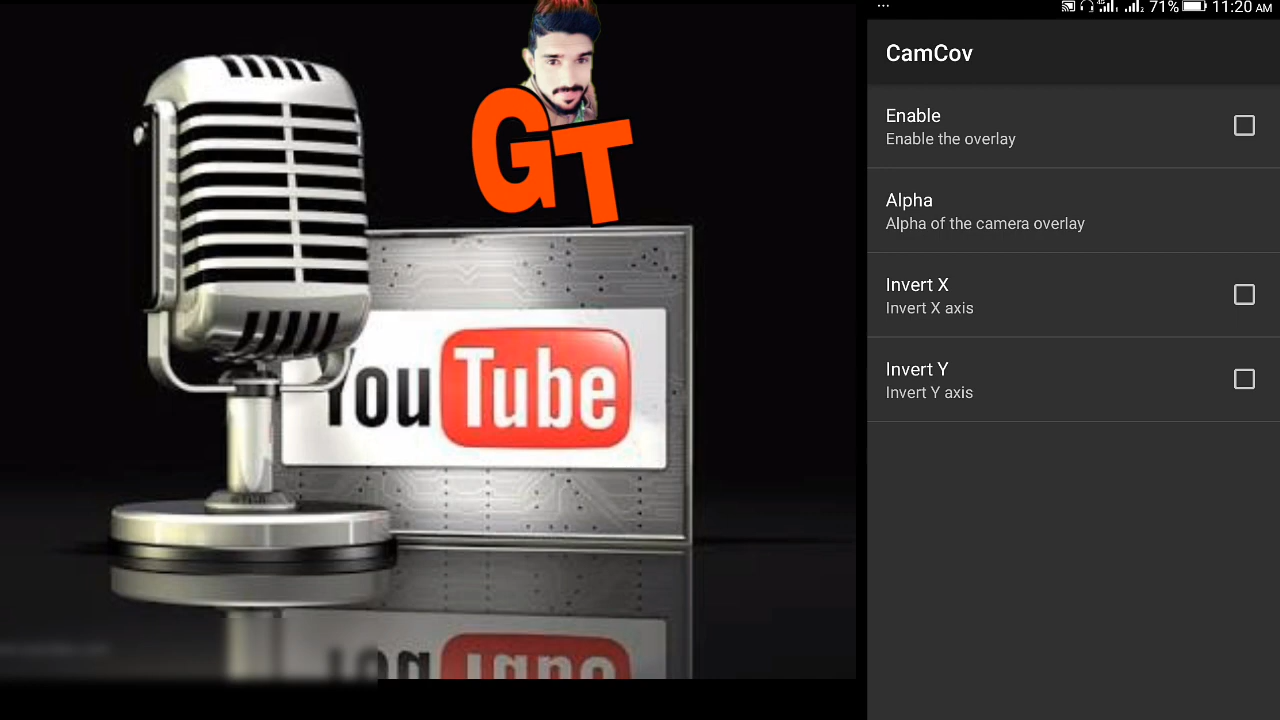 GT
YouTube
... 4G 71% 11:20 AM
CamCov
Enable
Enable the overlay
Alpha
Alpha of the camera overlay
Invert X
Invert X axis
Invert Y
Invert Y axis